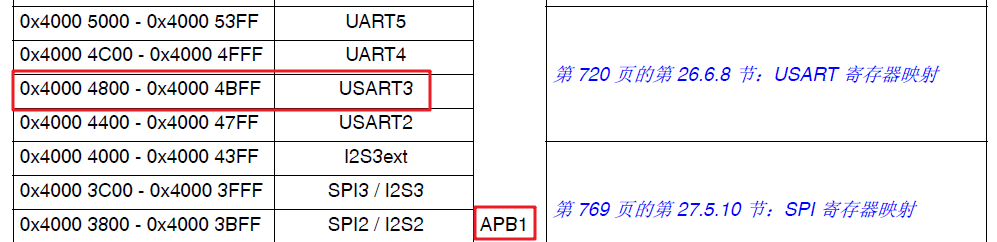 0x4000 5000 - 0x4000 53FF UART5
0x4000 4C00 - 0x4000 4FFF UART4
0x4000 4800 - 0x4000 4BFF USART3
第 720 页的第 26.6.8 节：USART 寄存器映射
0x4000 4400 - 0x4000 47FF USART2
0x4000 4000 - 0x4000 43FF I2S3ext
0x4000 3C00 - 0x4000 3FFF SPI3 / I2S3
0x4000 3800 - 0x4000 3BFF SPI2 / I2S2 APB1
第 769 页的第 27.5.10 节：SPI 寄存器映射